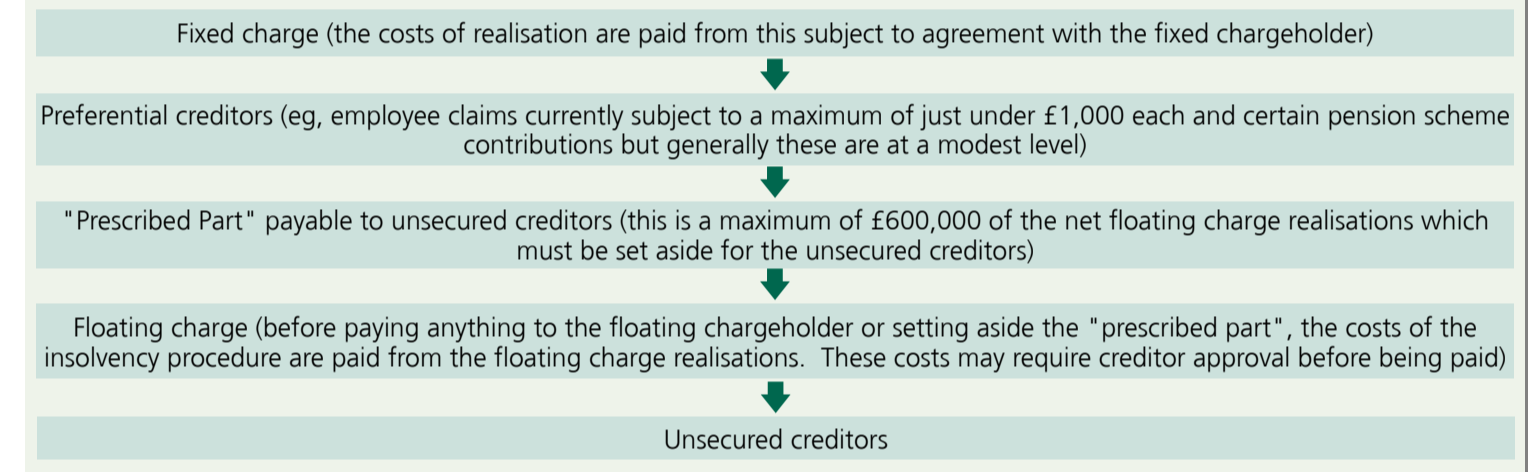 Fixed charge (the costs of realisation are paid from this subject to agreement with the fixed chargeholder)
Preferential creditors (eg, employee claims currently subject to a maximum of just under £1,000 each and certain pension scheme
contributions but generally these are at a modest level)
"Prescribed Part" payable to unsecured creditors (this is a maximum of £600,000 of the net floating charge realisations which
must be set aside for the unsecured creditors)
Floating charge (before paying anything to the floating chargeholder or setting aside the "prescribed part", the costs of the
insolvency procedure are paid from the floating charge realisations. These costs may require creditor approval before being paid)
Unsecured creditors